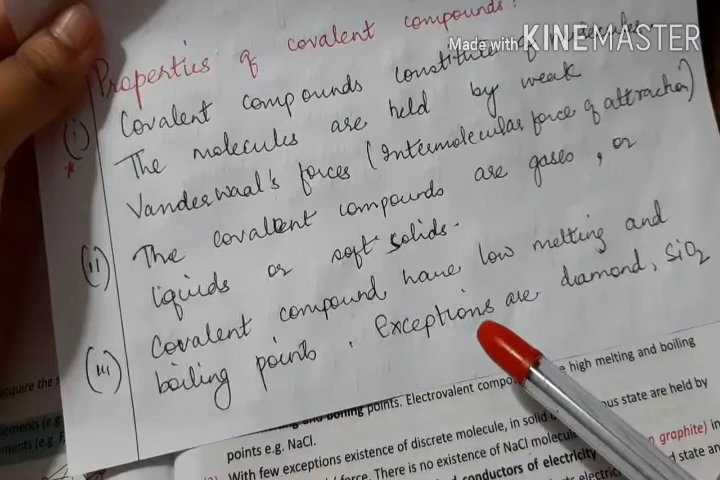 Made with KINEMASTER
Properties of covalent compounds:
(i) Covalent compounds constitute of
The molecules are held by weak
Vanderwaal's forces (Intermolecular force of attraction)
(ii) The covalent compounds are gases, or
liquids or soft solids.
(iii) Covalent compound have low melting and
boiling points. Exceptions are diamond, SiO2
acquire the
and boiling points. Electrovalent high melting and boiling
points e.g. NaCl.
With few exceptions existence of discrete molecule, in solid state are held by
force. There is no existence of NaCl graphite) in
conductors of electricity state